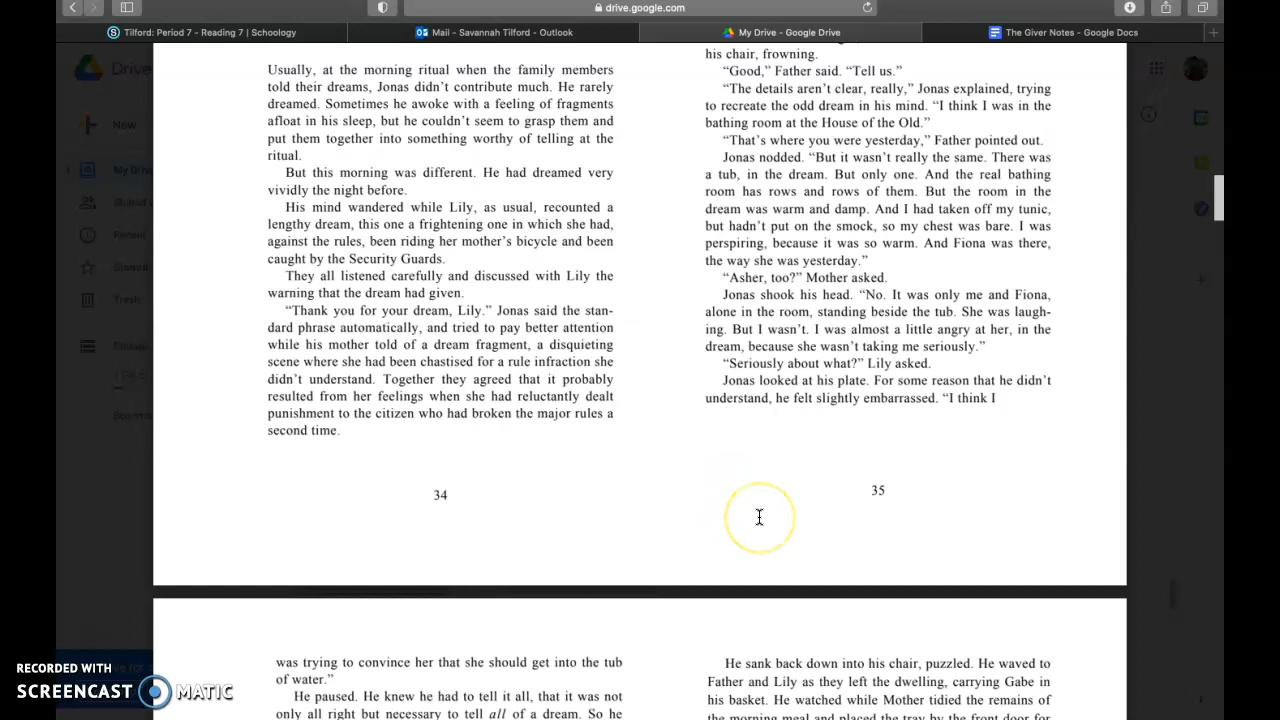 drive.google.com
Tilford: Period 7 - Reading 7 | Schoology
Mail - Savannah Tilford - Outlook
My Drive - Google Drive
The Giver Notes - Google Docs
Drive
New
My Driv
Shared
Recent
Starred
Trash
Storage
Usually, at the morning ritual when the family members
told their dreams, Jonas didn’t contribute much. He rarely
dreamed. Sometimes he awoke with a feeling of fragments
afloat in his sleep, but he couldn’t seem to grasp them and
put them together into something worthy of telling at the
ritual.
But this morning was different. He had dreamed very
vividly the night before.
His mind wandered while Lily, as usual, recounted a
lengthy dream, this one a frightening one in which she had,
against the rules, been riding her mother’s bicycle and been
caught by the Security Guards.
They all listened carefully and discussed with Lily the
warning that the dream had given.
“Thank you for your dream, Lily.” Jonas said the stan-
dard phrase automatically, and tried to pay better attention
while his mother told of a dream fragment, a disquieting
scene where she had been chastised for a rule infraction she
didn’t understand. Together they agreed that it probably
resulted from her feelings when she had reluctantly dealt
punishment to the citizen who had broken the major rules a
second time.
34
his chair, frowning.
“Good,” Father said. “Tell us.”
“The details aren’t clear, really,” Jonas explained, trying
to recreate the odd dream in his mind. “I think I was in the
bathing room at the House of the Old.”
“That’s where you were yesterday,” Father pointed out.
Jonas nodded. “But it wasn’t really the same. There was
a tub, in the dream. But only one. And the real bathing
room has rows and rows of them. But the room in the
dream was warm and damp. And I had taken off my tunic,
but hadn’t put on the smock, so my chest was bare. I was
perspiring, because it was so warm. And Fiona was there,
the way she was yesterday.”
“Asher, too?” Mother asked.
Jonas shook his head. “No. It was only me and Fiona,
alone in the room, standing beside the tub. She was laugh-
ing. But I wasn’t. I was almost a little angry at her, in the
dream, because she wasn’t taking me seriously.”
“Seriously about what?” Lily asked.
Jonas looked at his plate. For some reason that he didn’t
understand, he felt slightly embarrassed. “I think I
35
was trying to convince her that she should get into the tub
of water.”
He paused. He knew he had to tell it all, that it was not
only all right but necessary to tell all of a dream. So he
He sank back down into his chair, puzzled. He waved to
Father and Lily as they left the dwelling, carrying Gabe in
his basket. He watched while Mother tidied the remains of
the morning meal and placed the tray by the front door for
RECORDED WITH
SCREENCAST MATIC